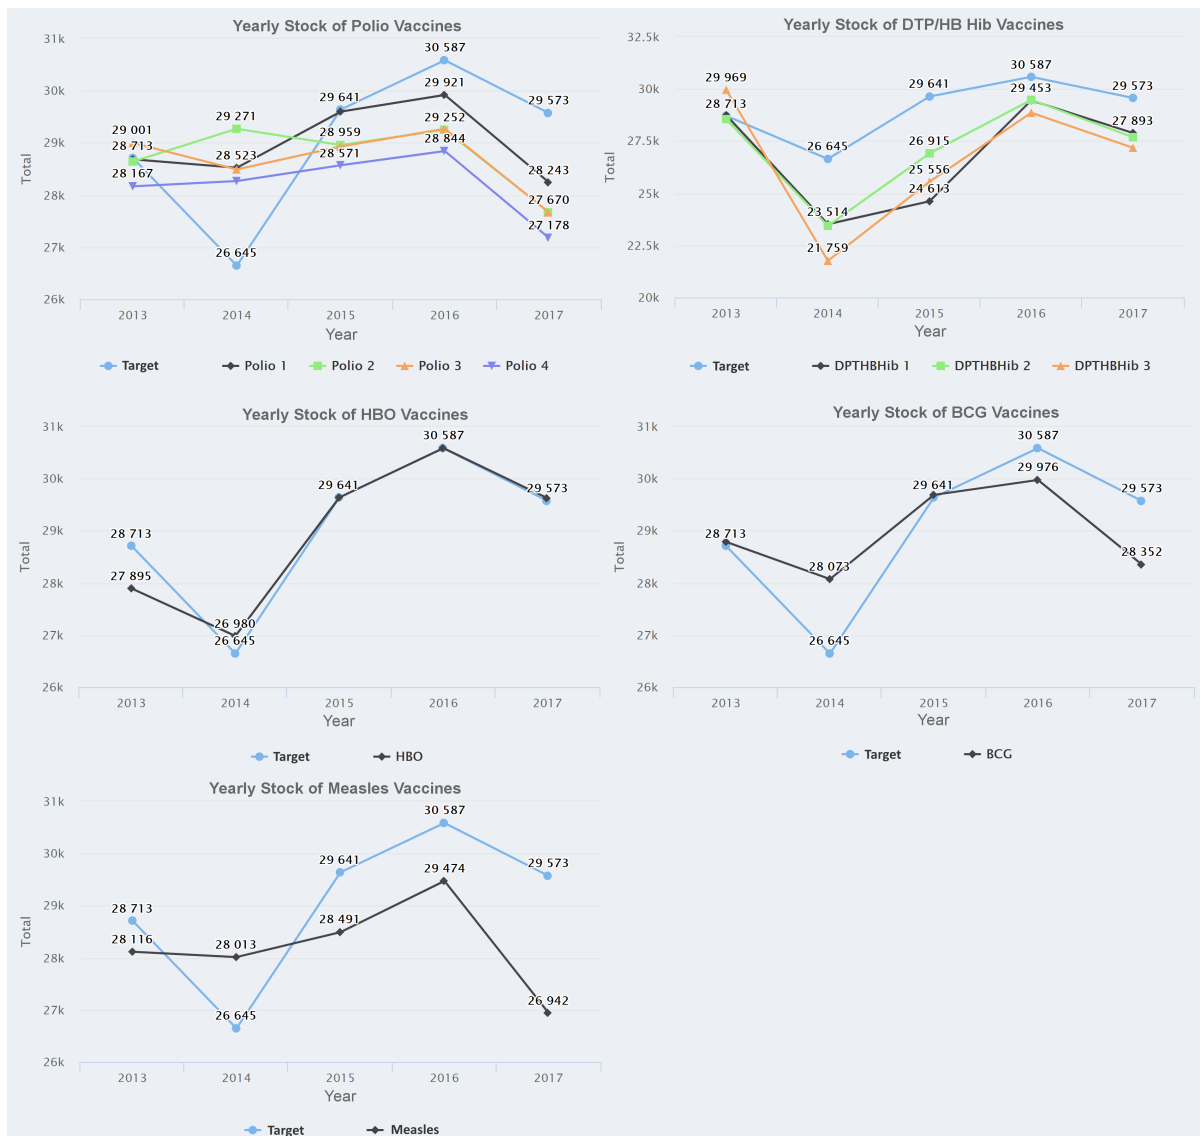 Yearly Stock of Polio Vaccines
31k
30k
29k
28k
27k
26k
Total
30 587
29 921
29 641
29 573
29 271
29 252
29 001
28 959
28 844
28 713
28 523
28 571
28 243
28 167
27 670
27 178
26 645
2013 2014 2015 2016 2017
Year
Target Polio 1 Polio 2 Polio 3 Polio 4
Yearly Stock of DTP/HB Hib Vaccines
32.5k
30k
27.5k
25k
22.5k
20k
Total
30 587
29 969
29 641
29 573
29 453
28 713
27 893
26 915
26 645
25 556
24 613
23 514
21 759
2013 2014 2015 2016 2017
Year
Target DPTHBHib 1 DPTHBHib 2 DPTHBHib 3
Yearly Stock of HBO Vaccines
31k
30k
29k
28k
27k
26k
Total
30 587
29 641
29 573
28 713
27 895
26 980
26 645
2013 2014 2015 2016 2017
Year
Target HBO
Yearly Stock of BCG Vaccines
31k
30k
29k
28k
27k
26k
Total
30 587
29 976
29 641
29 573
28 713
28 352
28 073
26 645
2013 2014 2015 2016 2017
Year
Target BCG
Yearly Stock of Measles Vaccines
31k
30k
29k
28k
27k
26k
Total
30 587
29 641
29 573
29 474
28 713
28 491
28 116
28 013
26 942
26 645
2013 2014 2015 2016 2017
Year
Target Measles